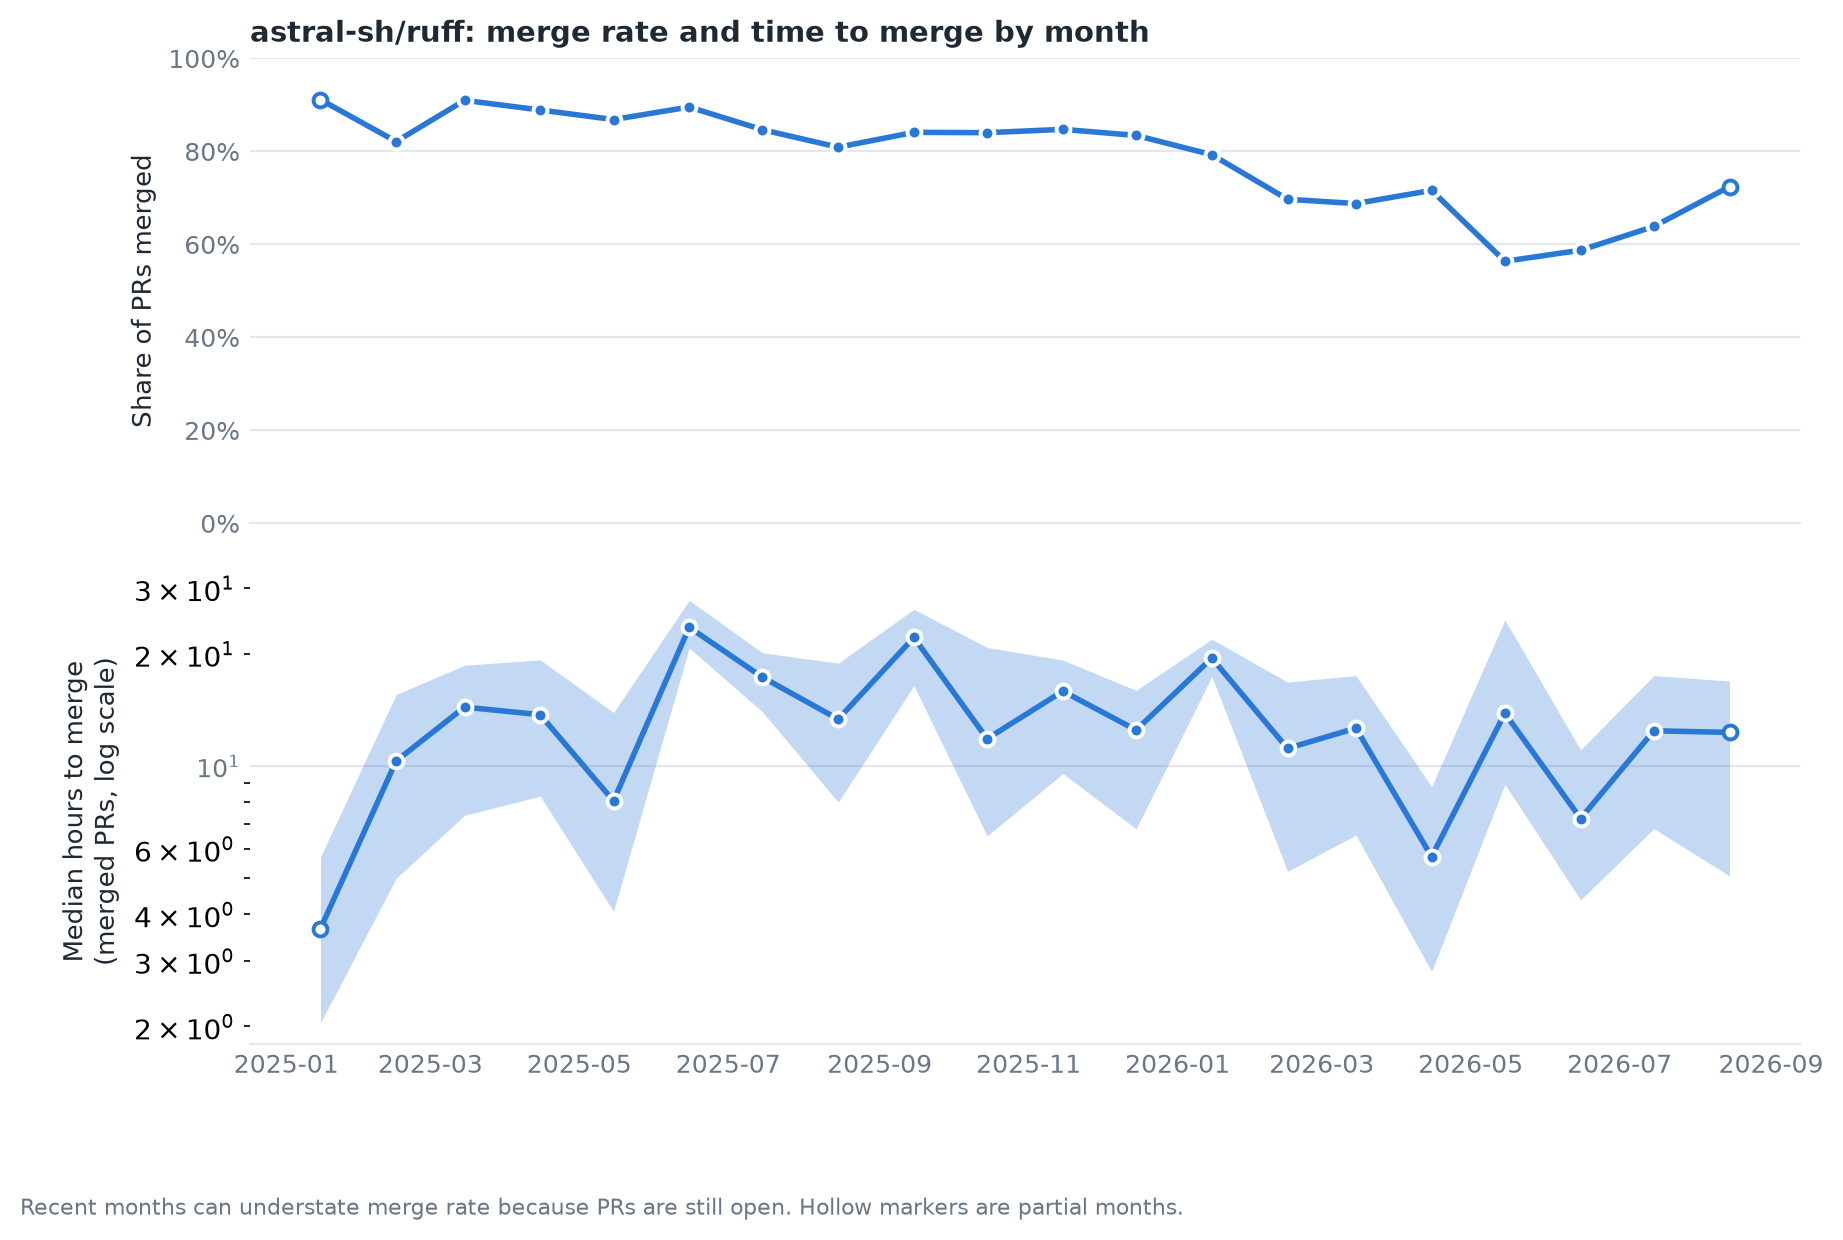 astral-sh/ruff: merge rate and time to merge by month
100%
80%
60%
40%
20%
0%
Share of PRs merged
3 × 10¹
2 × 10¹
10¹
6 × 10⁰
4 × 10⁰
3 × 10⁰
2 × 10⁰
Median hours to merge
(merged PRs, log scale)
2025-01 2025-03 2025-05 2025-07 2025-09 2025-11 2026-01 2026-03 2026-05 2026-07 2026-09
Recent months can understate merge rate because PRs are still open. Hollow markers are partial months.